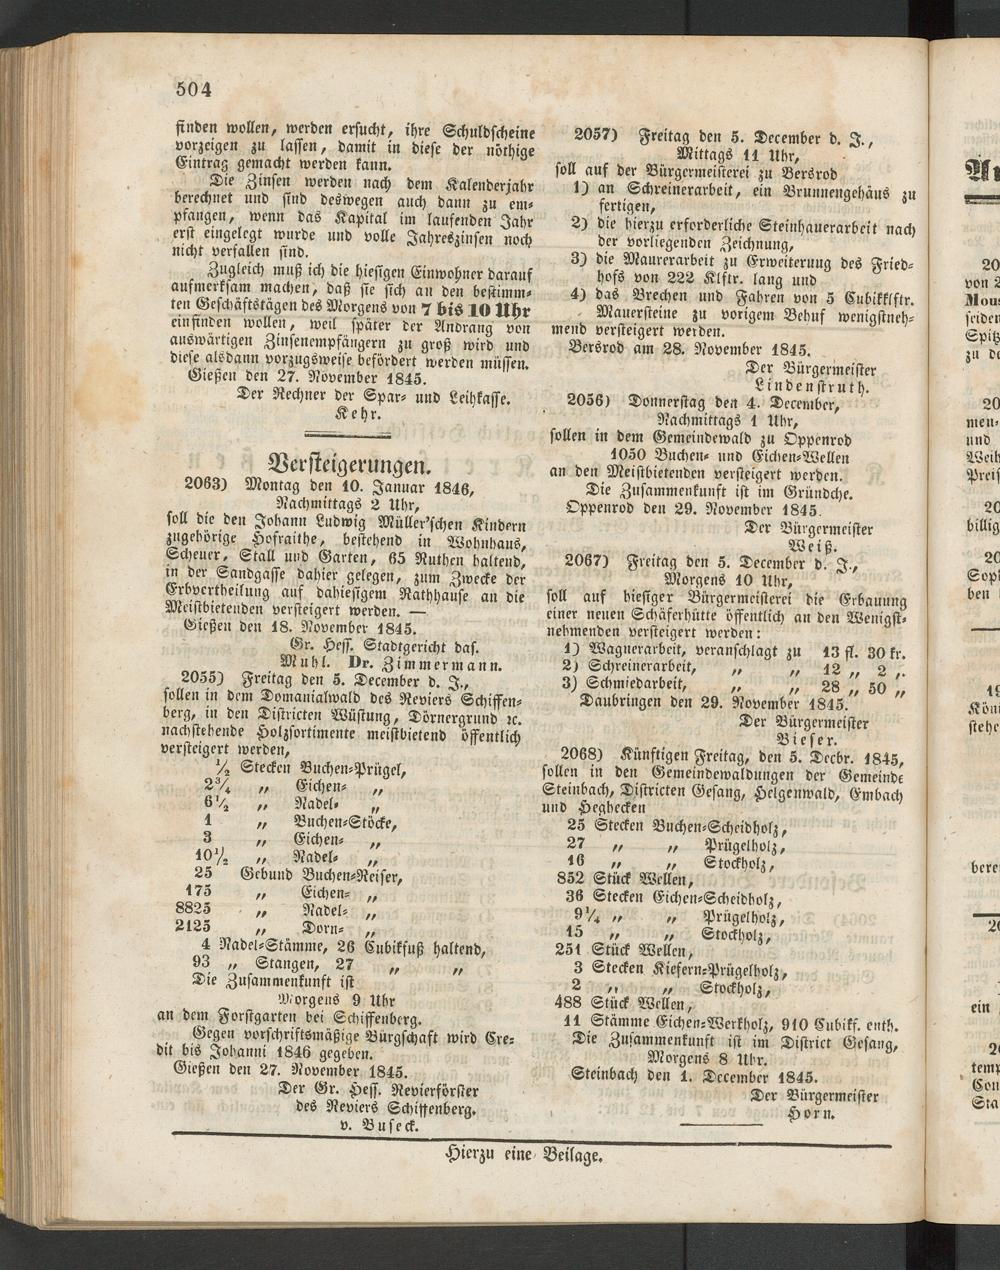 504
finden wollen, werden ersucht, ihre Schuldscheine
vorzeigen zu lassen, damit in diese der nöthige
Eintrag gemacht werden kann.
Die Zinsen werden nach dem Kalenderjahr
berechnet und sind deswegen auch dann zu em-
pfangen, wenn das Kapital im laufenden Jahr
erst eingelegt wurde und volle Jahreszinsen noch
nicht verfallen sind.
Zugleich muß ich die hiesigen Einwohner darauf
aufmerksam machen, daß sie sich an den bestimm-
ten Geschäftstägen des Morgens von 7 bis 10 Uhr
einfinden wollen, weil später der Andrang von
auswärtigen Zinsenempfängern zu groß wird und
diese alsdann vorzugsweise befördert werden müssen.
Gießen den 27. November 1845.
Der Rechner der Spar- und Leihkasse.
Kehr.
Versteigerungen.
2063) Montag den 10. Januar 1846,
Nachmittags 2 Uhr,
soll die den Johann Ludwig Müller'schen Kindern
zugehörige Hofraithe, bestehend in Wohnhaus,
Scheuer, Stall und Garten, 65 Ruthen haltend,
in der Sandgasse dahier gelegen, zum Zwecke der
Erbvertheilung auf dahiesigem Rathhause an die
Meistbietenden versteigert werden. —
Gießen den 18. November 1845.
Gr. Hess. Stadtgericht das.
Muhl. Dr. Zimmermann.
2055) Freitag den 5. December d. J.,
sollen in dem Domanialwald des Reviers Schiffen-
berg, in den Districten Wüstung, Dörnergrund ꝛc.
nachstehende Holzsortimente meistbietend öffentlich
versteigert werden,
½ Stecken Buchen-Prügel,
2¾ „ Eichen- „
6½ „ Nadel- „
1 „ Buchen-Stöcke,
3 „ Eichen- „
10½ „ Nadel- „
25 Gebund Buchen-Reiser,
175 „ Eichen- „
8825 „ Nadel- „
2125 „ Dorn- „
4 Nadel-Stämme, 26 Cubikfuß haltend,
93 „ Stangen, 27 „ „
Die Zusammenkunft ist
Morgens 9 Uhr
an dem Forstgarten bei Schiffenberg.
Gegen vorschriftsmäßige Bürgschaft wird Cre-
dit bis Johanni 1846 gegeben.
Gießen den 27. November 1845.
Der Gr. Hess. Revierförster
des Reviers Schiffenberg.
v. Buseck.
2057) Freitag den 5. December d. J.,
Mittags 11 Uhr,
soll auf der Bürgermeisterei zu Bersrod
1) an Schreinerarbeit, ein Brunnengehäus zu
fertigen,
2) die hierzu erforderliche Steinhauerarbeit nach
der vorliegenden Zeichnung,
3) die Maurerarbeit zu Erweiterung des Fried-
hofs von 222 Klftr. lang und
4) das Brechen und Fahren von 5 Cubikklftr.
Mauersteine zu vorigem Behuf wenigstneh-
mend versteigert werden.
Bersrod am 28. November 1845.
Der Bürgermeister
Lindenstruth.
2056) Donnerstag den 4. December,
Nachmittags 1 Uhr,
sollen in dem Gemeindewald zu Oppenrod
1050 Buchen- und Eichen-Wellen
an den Meistbietenden versteigert werden.
Die Zusammenkunft ist im Gründche.
Oppenrod den 29. November 1845.
Der Bürgermeister
Weiß.
2067) Freitag den 5. December d. J.,
Morgens 10 Uhr,
soll auf hiesiger Bürgermeisterei die Erbauung
einer neuen Schäferhütte öffentlich an den Wenigst-
nehmenden versteigert werden:
1) Wagnerarbeit, veranschlagt zu 13 fl. 30 kr.
2) Schreinerarbeit, „ „ 12 „ 2 „
3) Schmiedarbeit, „ „ 28 „ 50 „
Daubringen den 29. November 1845.
Der Bürgermeister
Bieser.
2068) Künftigen Freitag, den 5. Decbr. 1845,
sollen in den Gemeindewaldungen der Gemeinde
Steinbach, Districten Gesang, Helgenwald, Embach
und Heghecken
25 Stecken Buchen-Scheidholz,
27 „ „ Prügelholz,
16 „ „ Stockholz,
852 Stück Wellen,
36 Stecken Eichen-Scheidholz,
9¼ „ „ Prügelholz,
15 „ „ Stockholz,
251 Stück Wellen,
3 Stecken Kiefern-Prügelholz,
2 „ „ Stockholz,
488 Stück Wellen,
11 Stämme Eichen-Werkholz, 910 Cubikf. enth.
Die Zusammenkunft ist im District Gesang,
Morgens 8 Uhr.
Steinbach den 1. December 1845.
Der Bürgermeister
Horn.
Hierzu eine Beilage.